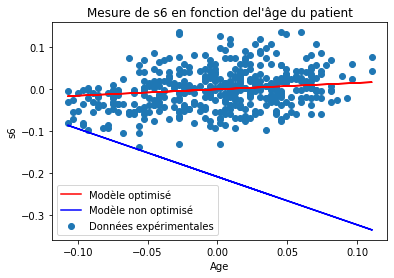 Mesure de s6 en fonction del'âge du patient
0.1
0.0
−0.1
−0.2
−0.3
s6
Modèle optimisé
Modèle non optimisé
Données expérimentales
−0.10
−0.05
0.00
0.05
0.10
Age